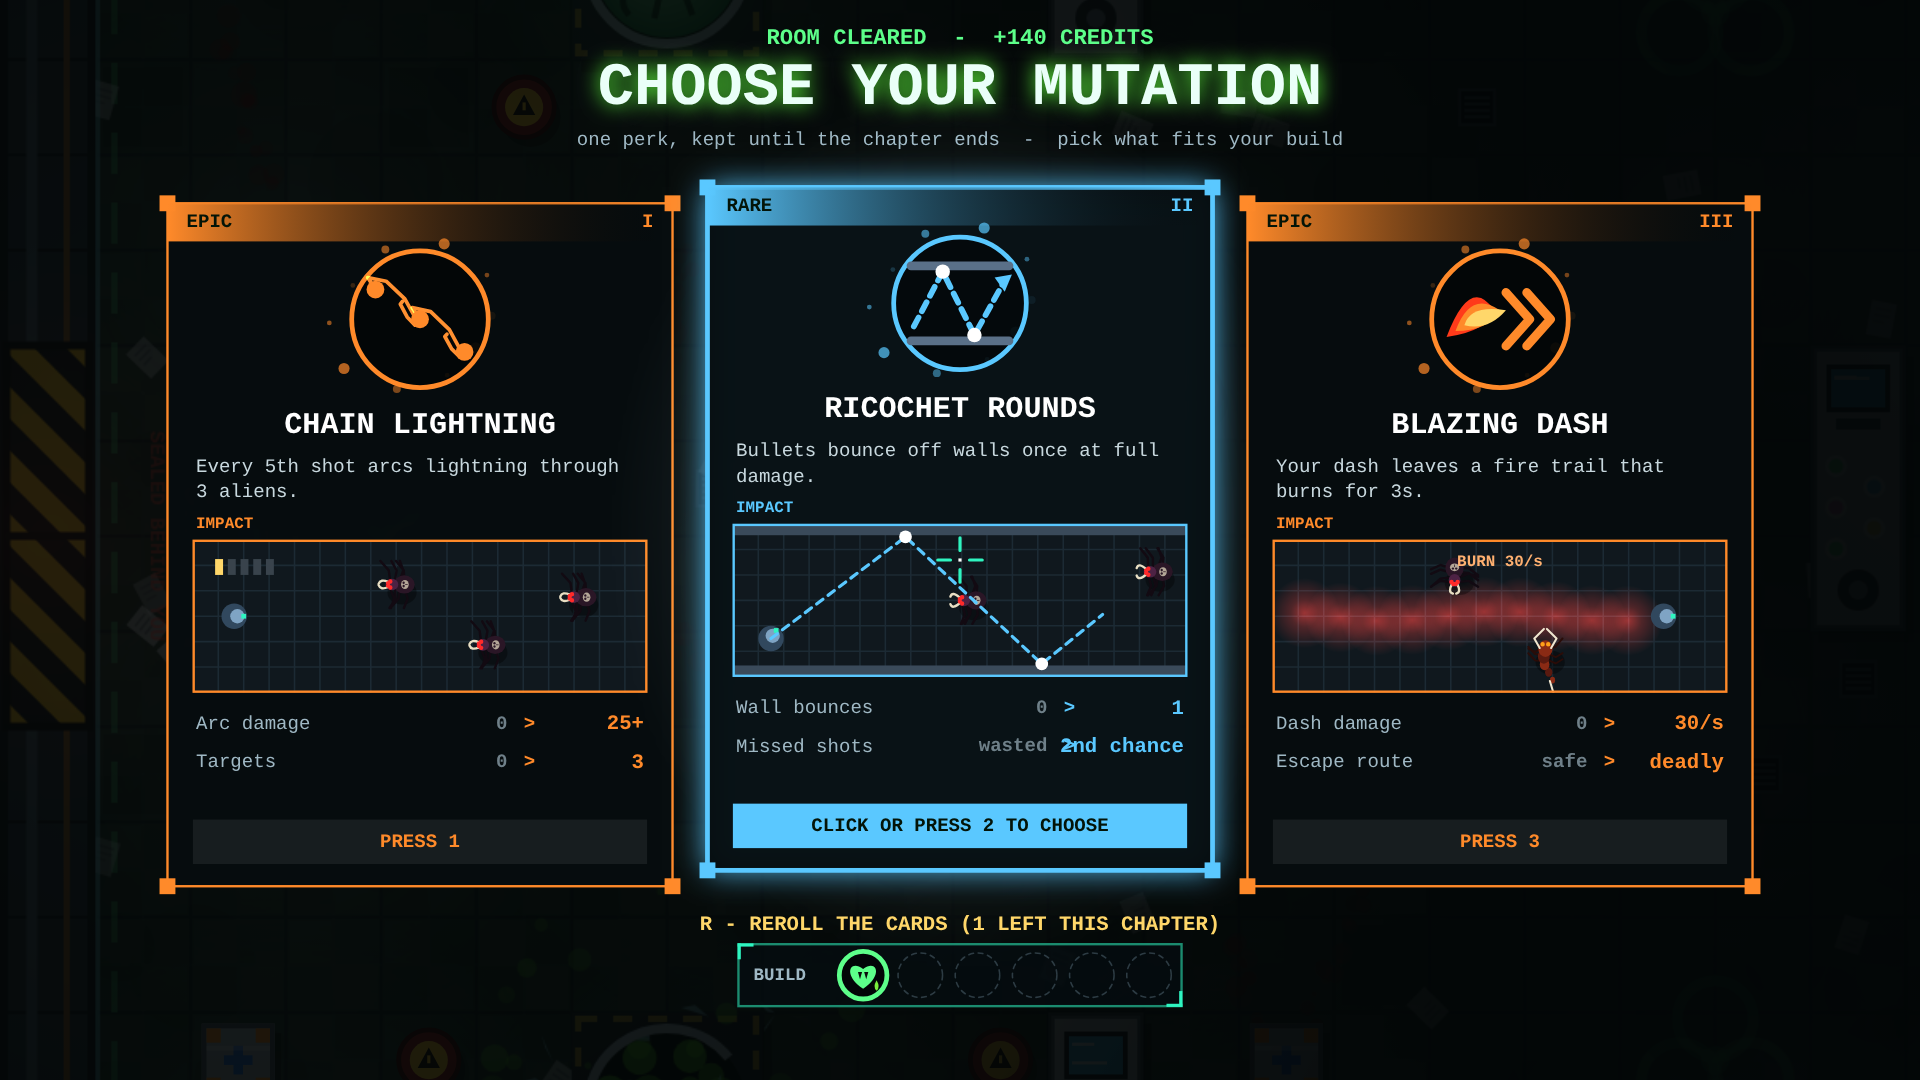 ROOM CLEARED - +140 CREDITS
CHOOSE YOUR MUTATION
one perk, kept until the chapter ends - pick what fits your build
EPIC I
CHAIN LIGHTNING
Every 5th shot arcs lightning through
3 aliens.
IMPACT
Arc damage 0 > 25+
Targets 0 > 3
PRESS 1
RARE II
RICOCHET ROUNDS
Bullets bounce off walls once at full
damage.
IMPACT
Wall bounces 0 > 1
Missed shots wasted > 2nd chance
CLICK OR PRESS 2 TO CHOOSE
EPIC III
BLAZING DASH
Your dash leaves a fire trail that
burns for 3s.
IMPACT
BURN 30/s
Dash damage 0 > 30/s
Escape route safe > deadly
PRESS 3
R - REROLL THE CARDS (1 LEFT THIS CHAPTER)
BUILD